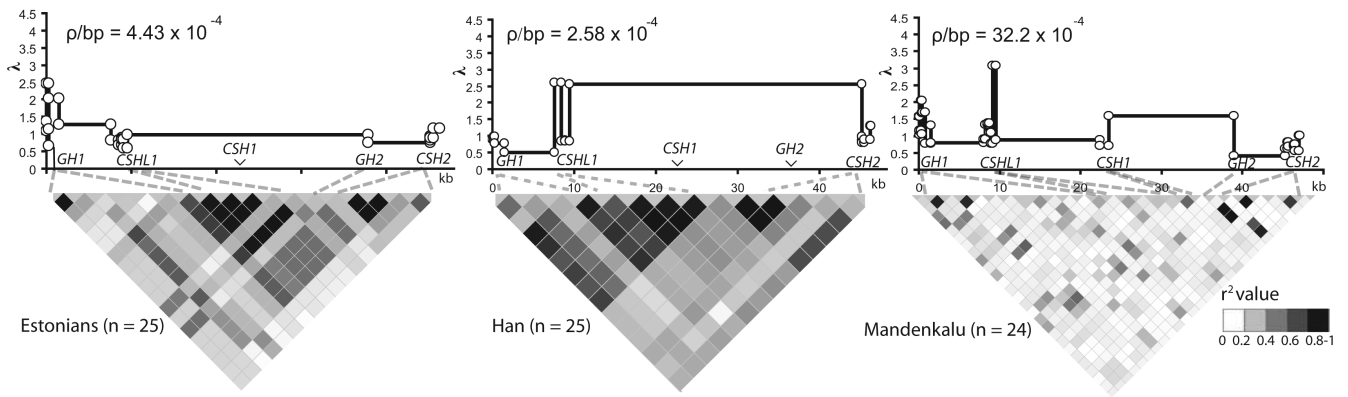 4.5
4
3.5
3
2.5
2
1.5
1
0.5
0
λ
ρ/bp = 4.43 x 10⁻⁴
GH1
CSHL1
CSH1
GH2
CSH2
kb
Estonians (n = 25)
4.5
4
3.5
3
2.5
2
1.5
1
0.5
0
λ
ρ/bp = 2.58 x 10⁻⁴
GH1
CSHL1
CSH1
GH2
CSH2
0 10 20 30 40 kb
Han (n = 25)
4.5
4
3.5
3
2.5
2
1.5
1
0.5
0
λ
ρ/bp = 32.2 x 10⁻⁴
GH1
CSHL1
CSH1
GH2
CSH2
0 10 20 30 40 kb
Mandenkalu (n = 24)
r² value
0 0.2 0.4 0.6 0.8-1